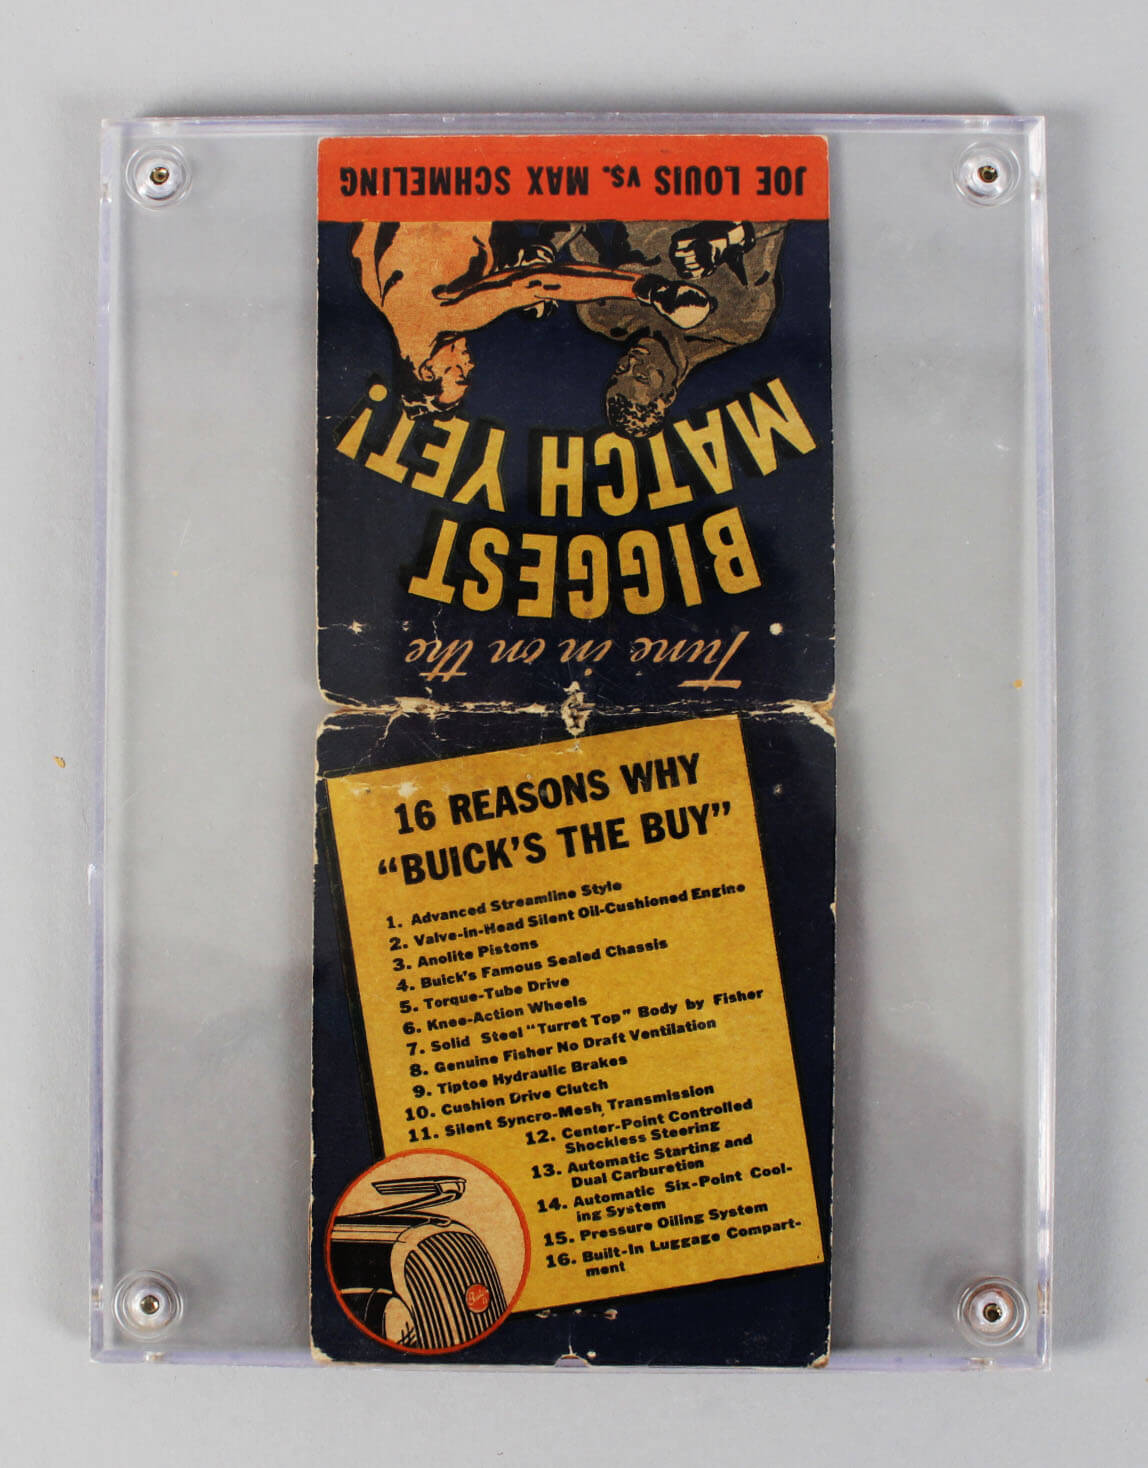 Tune in on the
BIGGEST
MATCH YET!
JOE LOUIS vs. MAX SCHMELING
16 REASONS WHY
“BUICK'S THE BUY”
1. Advanced Streamline Style
2. Valve-in-Head Silent Oil-Cushioned Engine
3. Anolite Pistons
4. Buick's Famous Sealed Chassis
5. Torque-Tube Drive
6. Knee-Action Wheels
7. Solid Steel "Turret Top" Body by Fisher
8. Genuine Fisher No Draft Ventilation
9. Tiptoe Hydraulic Brakes
10. Cushion Drive Clutch
11. Silent Syncro-Mesh Transmission
12. Center-Point Controlled
Shockless Steering
13. Automatic Starting and
Dual Carburetion
14. Automatic Six-Point Cool-
ing System
15. Pressure Oiling System
16. Built-In Luggage Compart-
ment
Buick